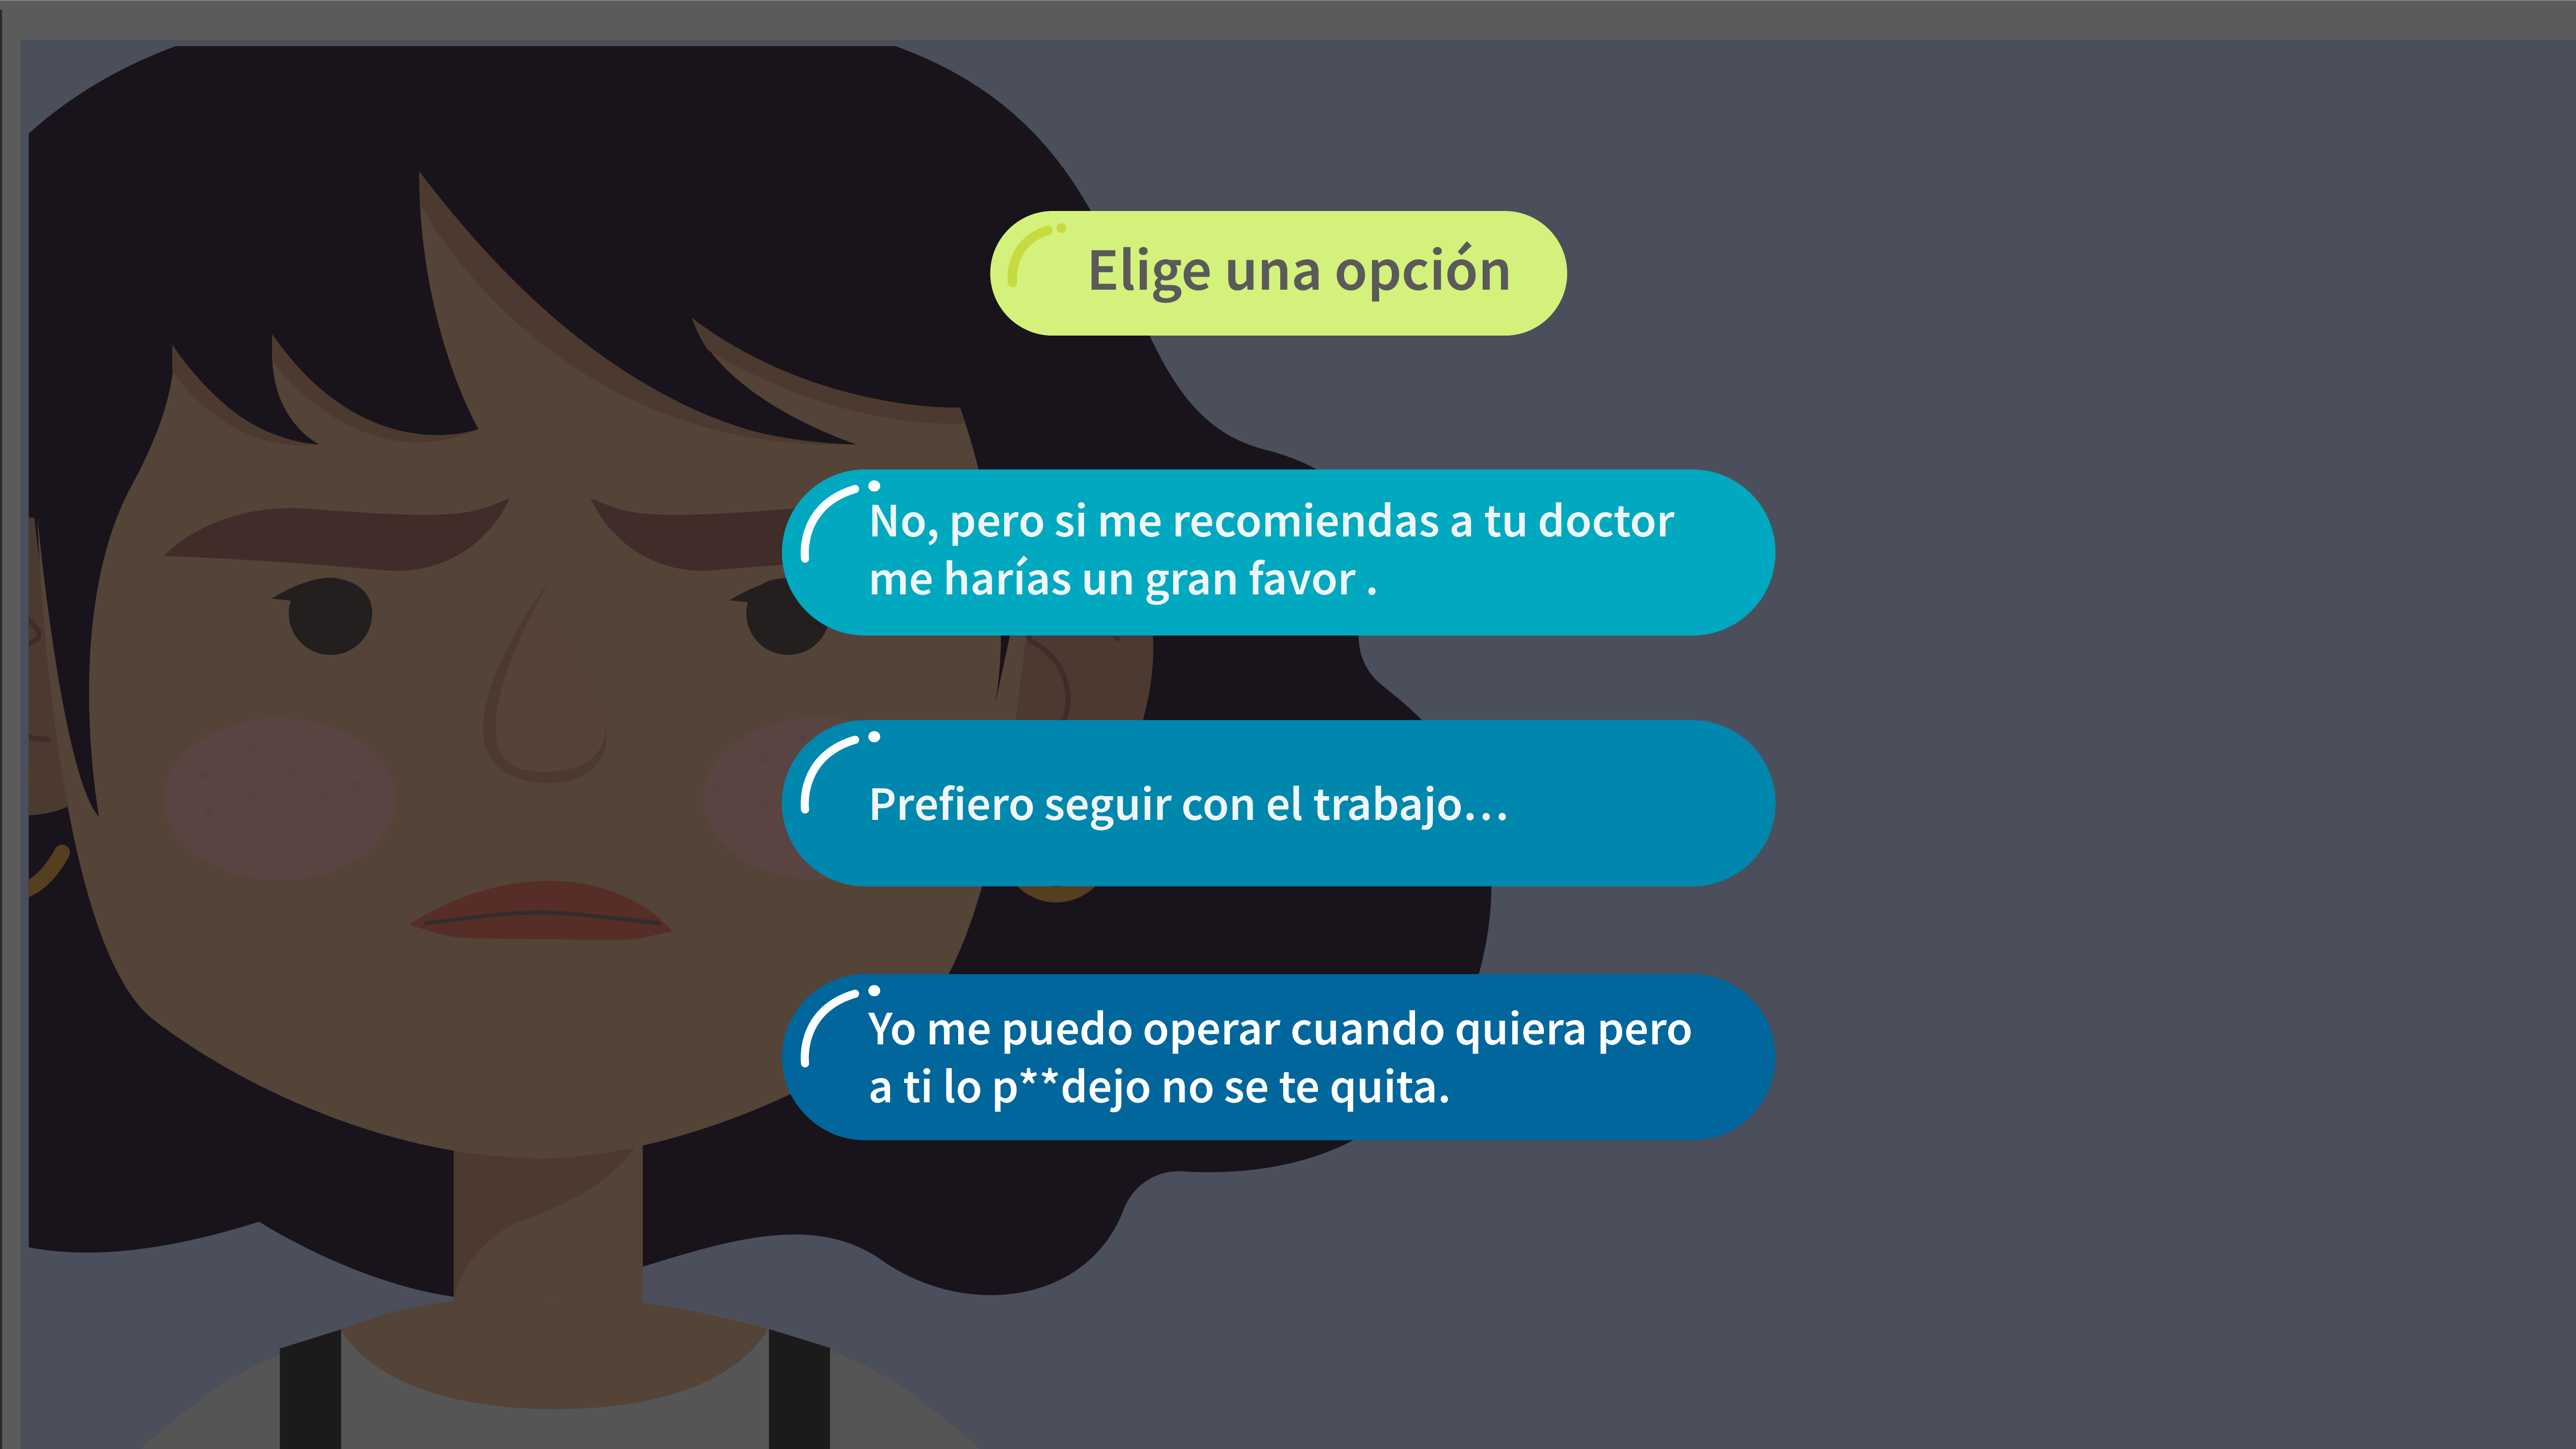 Elige una opción
No, pero si me recomiendas a tu doctor
me harías un gran favor .
Prefiero seguir con el trabajo...
Yo me puedo operar cuando quiera pero
a ti lo p**dejo no se te quita.